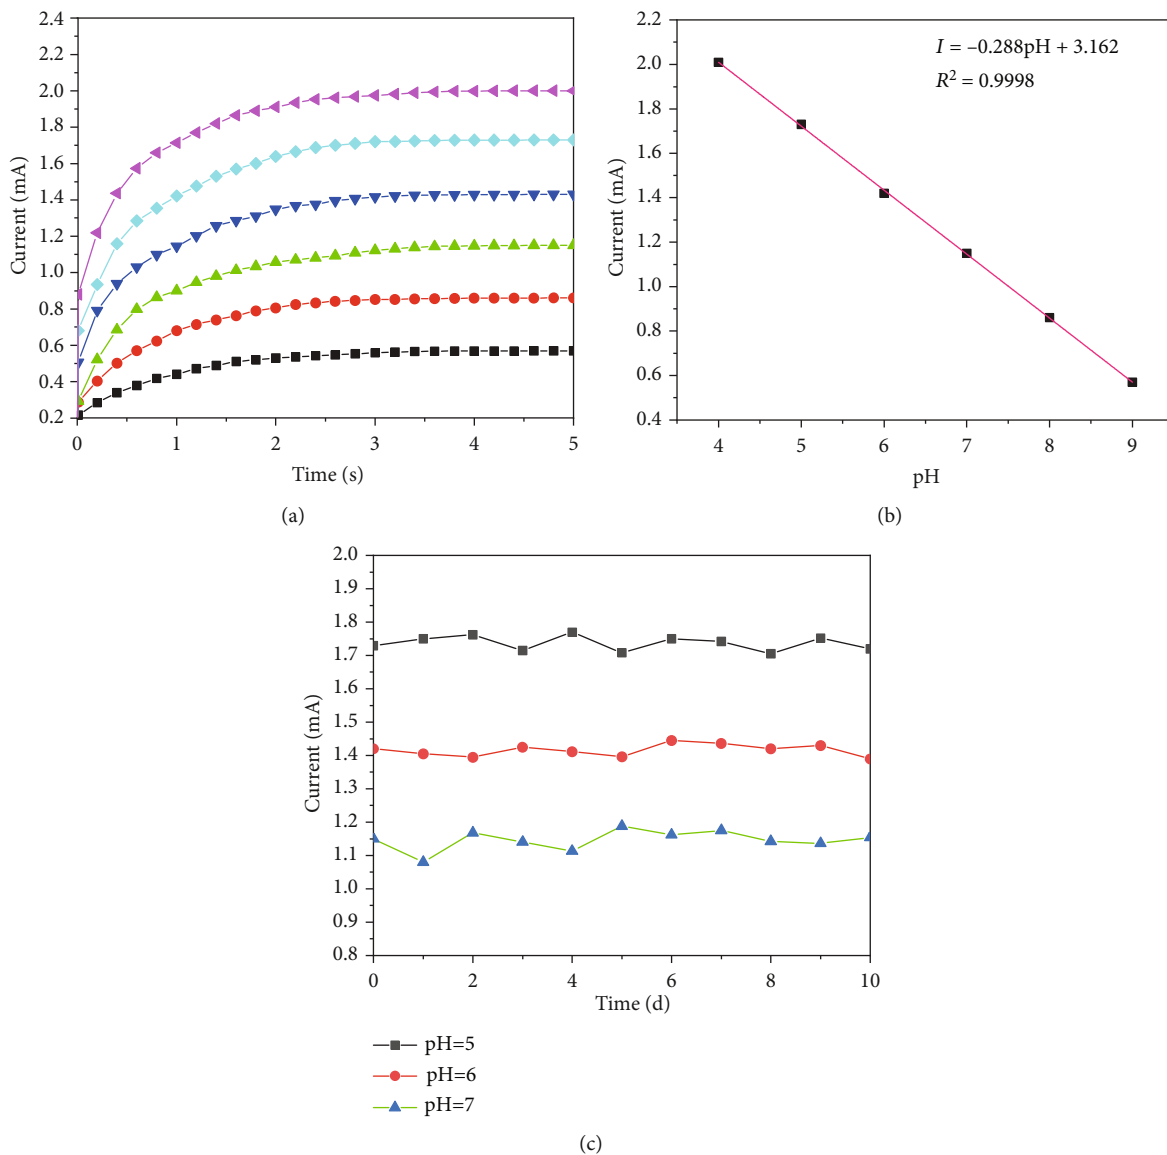 2.4
2.2
2.0
1.8
1.6
1.4
1.2
1.0
0.8
0.6
0.4
0.2
Current (mA)
0 1 2 3 4 5
Time (s)
(a)
2.2
2.0
1.8
1.6
1.4
1.2
1.0
0.8
0.6
0.4
Current (mA)
I = –0.288pH + 3.162
R² = 0.9998
4 5 6 7 8 9
pH
(b)
2.0
1.9
1.8
1.7
1.6
1.5
1.4
1.3
1.2
1.1
1.0
0.9
0.8
Current (mA)
0 2 4 6 8 10
Time (d)
pH=5
pH=6
pH=7
(c)